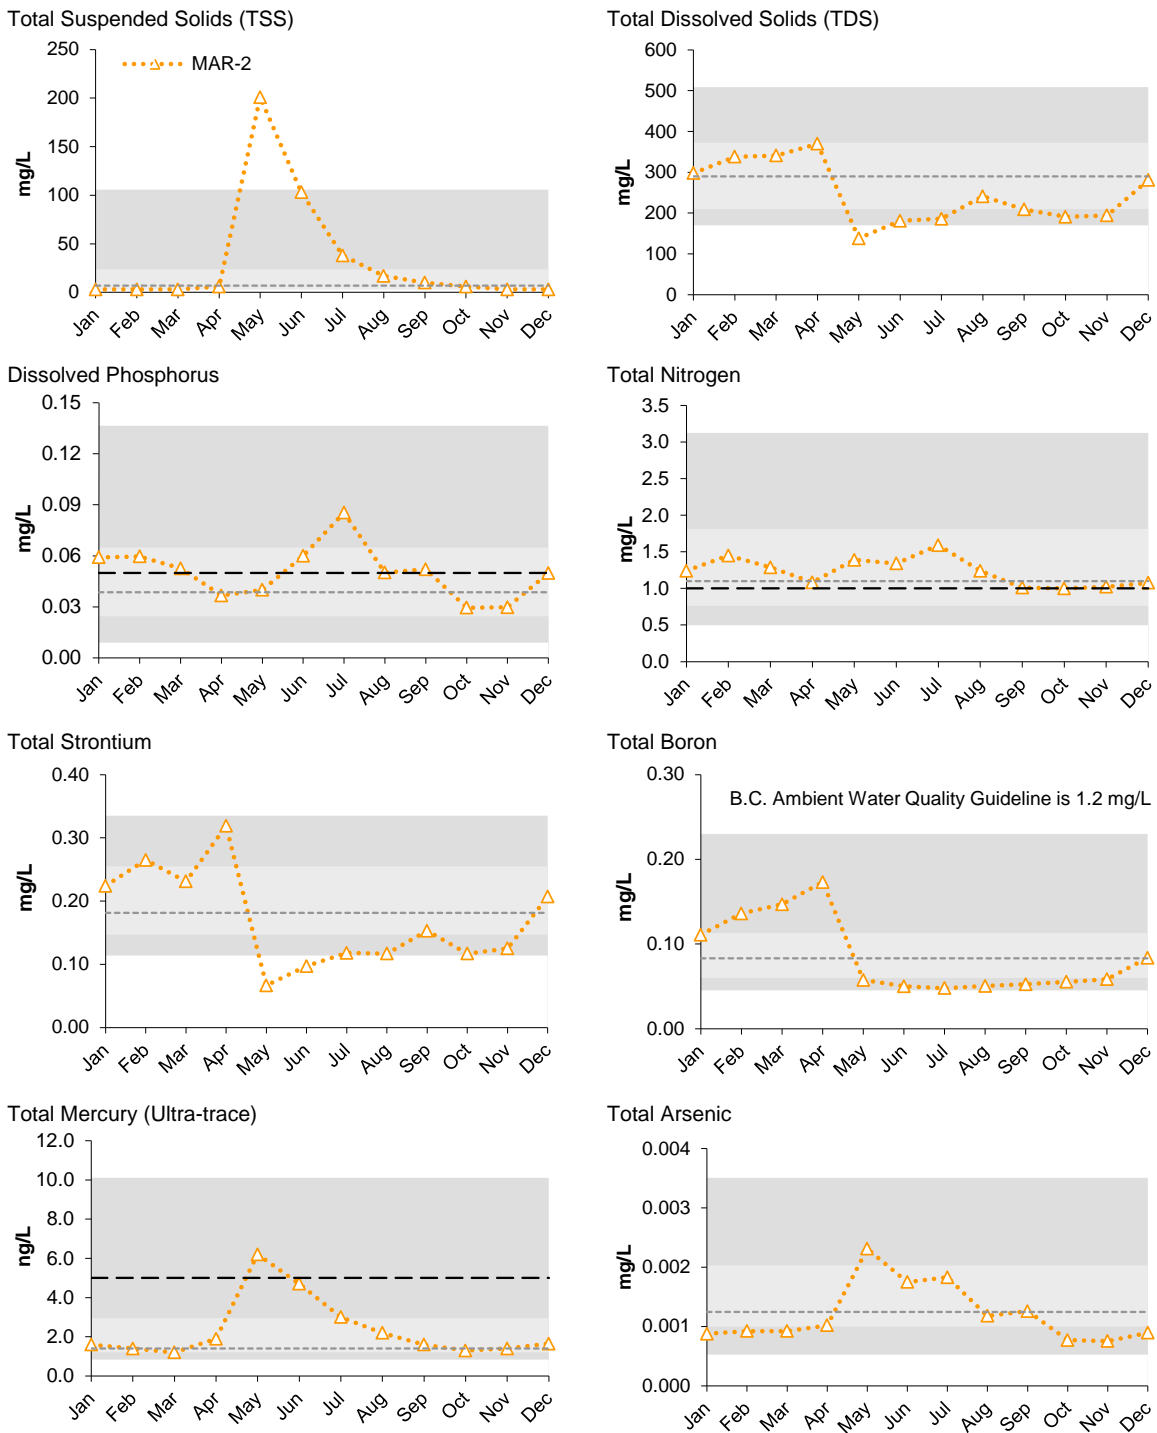 Total Suspended Solids (TSS)
250
200
150
100
50
0
mg/L
MAR-2
Jan Feb Mar Apr May Jun Jul Aug Sep Oct Nov Dec
Total Dissolved Solids (TDS)
600
500
400
300
200
100
0
mg/L
Jan Feb Mar Apr May Jun Jul Aug Sep Oct Nov Dec
Dissolved Phosphorus
0.15
0.12
0.09
0.06
0.03
0.00
mg/L
Jan Feb Mar Apr May Jun Jul Aug Sep Oct Nov Dec
Total Nitrogen
3.5
3.0
2.5
2.0
1.5
1.0
0.5
0.0
mg/L
Jan Feb Mar Apr May Jun Jul Aug Sep Oct Nov Dec
Total Strontium
0.40
0.30
0.20
0.10
0.00
mg/L
Jan Feb Mar Apr May Jun Jul Aug Sep Oct Nov Dec
Total Boron
0.30
0.20
0.10
0.00
mg/L
B.C. Ambient Water Quality Guideline is 1.2 mg/L
Jan Feb Mar Apr May Jun Jul Aug Sep Oct Nov Dec
Total Mercury (Ultra-trace)
12.0
10.0
8.0
6.0
4.0
2.0
0.0
ng/L
Jan Feb Mar Apr May Jun Jul Aug Sep Oct Nov Dec
Total Arsenic
0.004
0.003
0.002
0.001
0.000
mg/L
Jan Feb Mar Apr May Jun Jul Aug Sep Oct Nov Dec